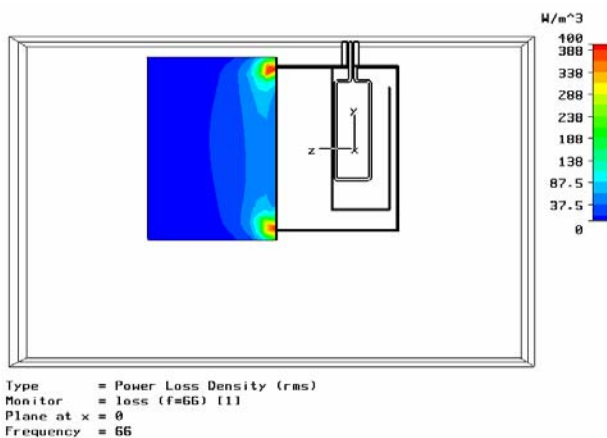 W/m^3
400
388
338
288
238
188
138
87.5
37.5
0
y
z
x
Type = Power Loss Density (rms)
Monitor = loss (f=66) [1]
Plane at x = 0
Frequency = 66